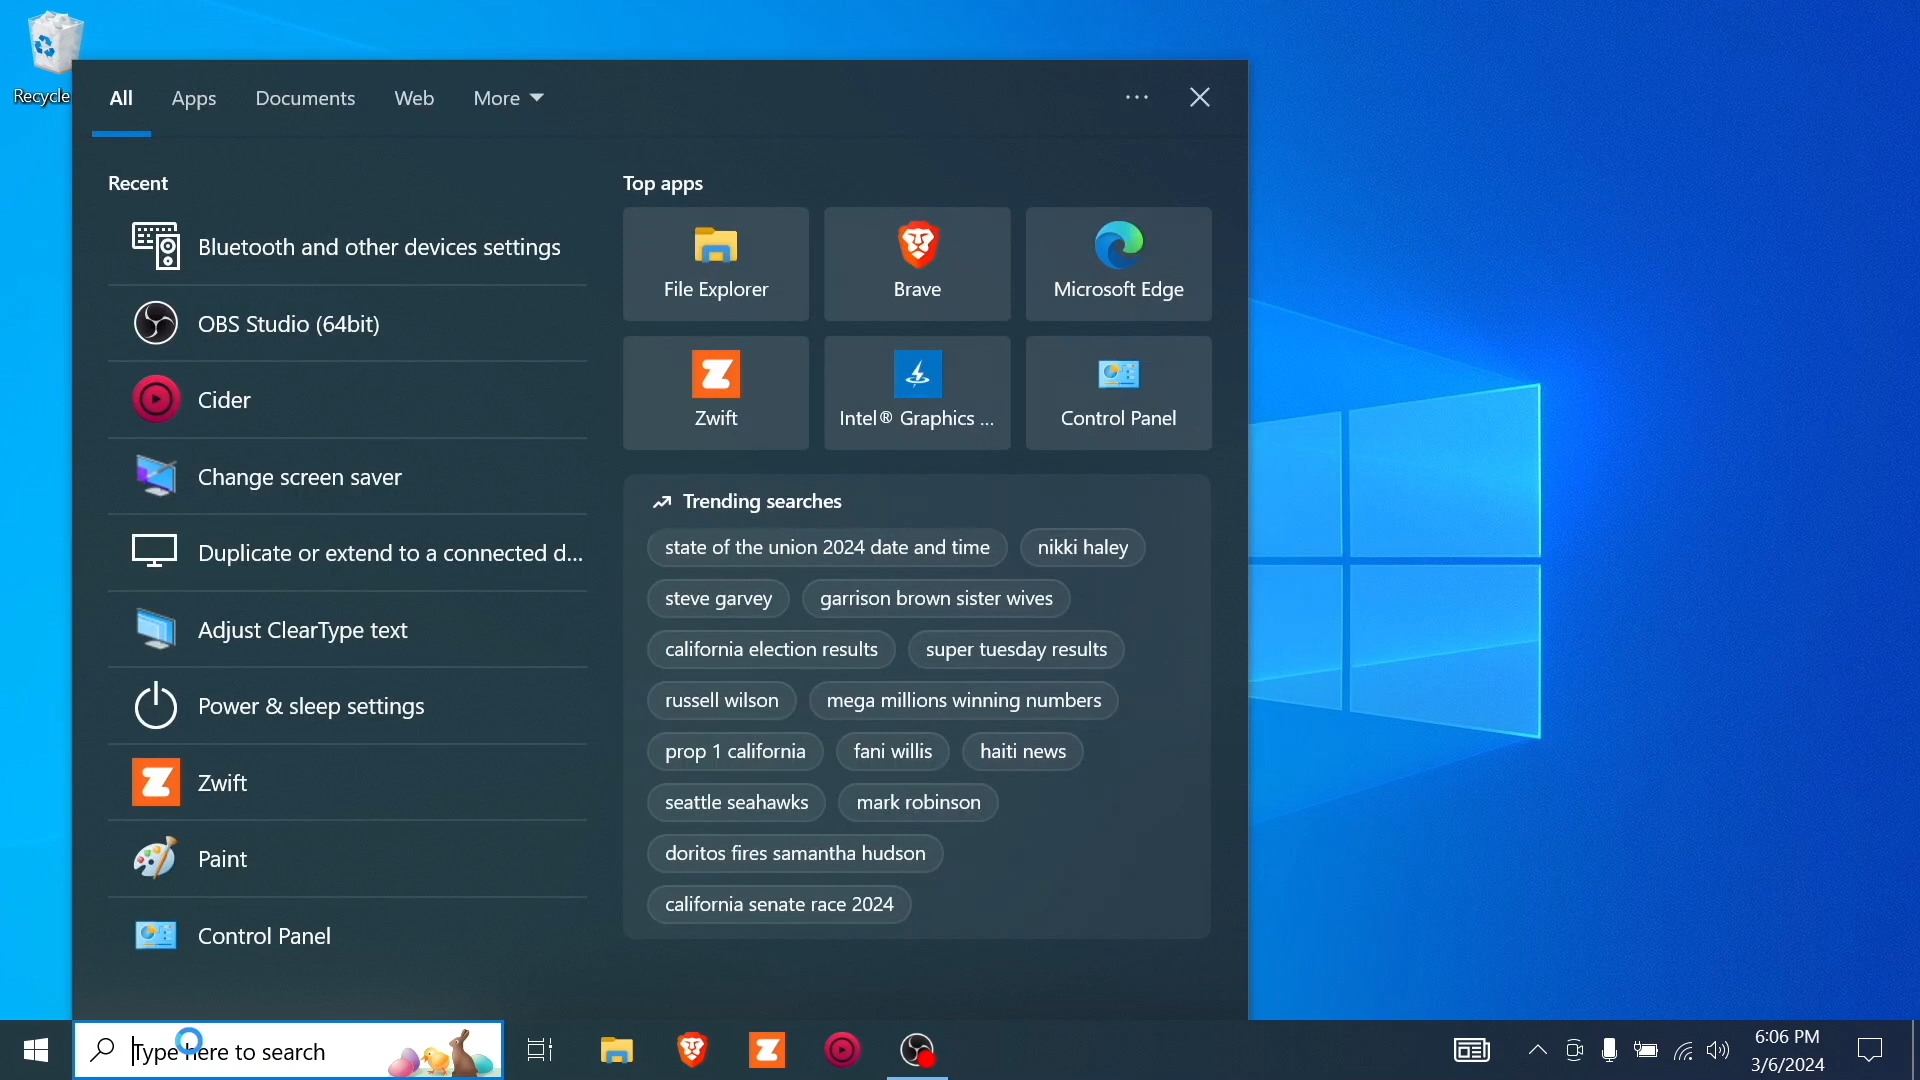 Recycle
All Apps Documents Web More
Recent
Bluetooth and other devices settings
OBS Studio (64bit)
Cider
Change screen saver
Duplicate or extend to a connected d...
Adjust ClearType text
Power & sleep settings
Zwift
Paint
Control Panel
Top apps
File Explorer Brave Microsoft Edge
Zwift Intel® Graphics ... Control Panel
Trending searches
state of the union 2024 date and time nikki haley
steve garvey garrison brown sister wives
california election results super tuesday results
russell wilson mega millions winning numbers
prop 1 california fani willis haiti news
seattle seahawks mark robinson
doritos fires samantha hudson
california senate race 2024
Type here to search
6:06 PM
3/6/2024